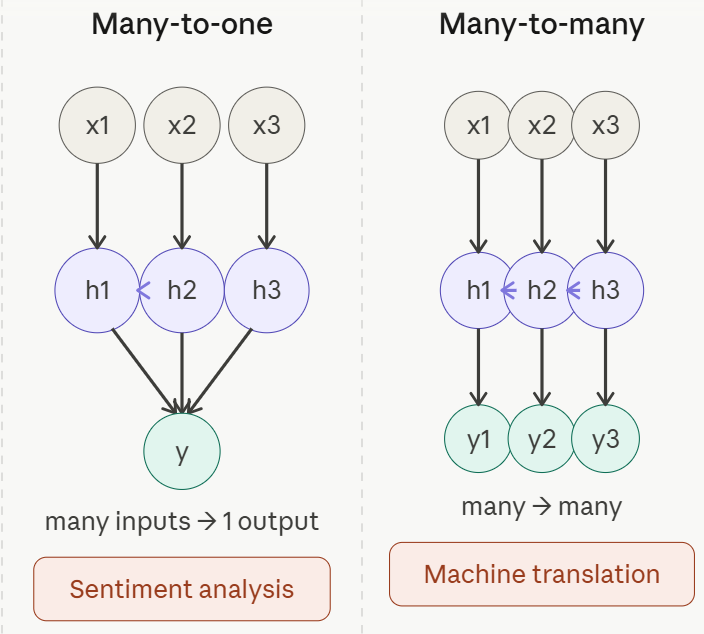 Many-to-one
x1 x2 x3
h1 h2 h3
y
many inputs → 1 output
Sentiment analysis
Many-to-many
x1 x2 x3
h1 h2 h3
y1 y2 y3
many → many
Machine translation